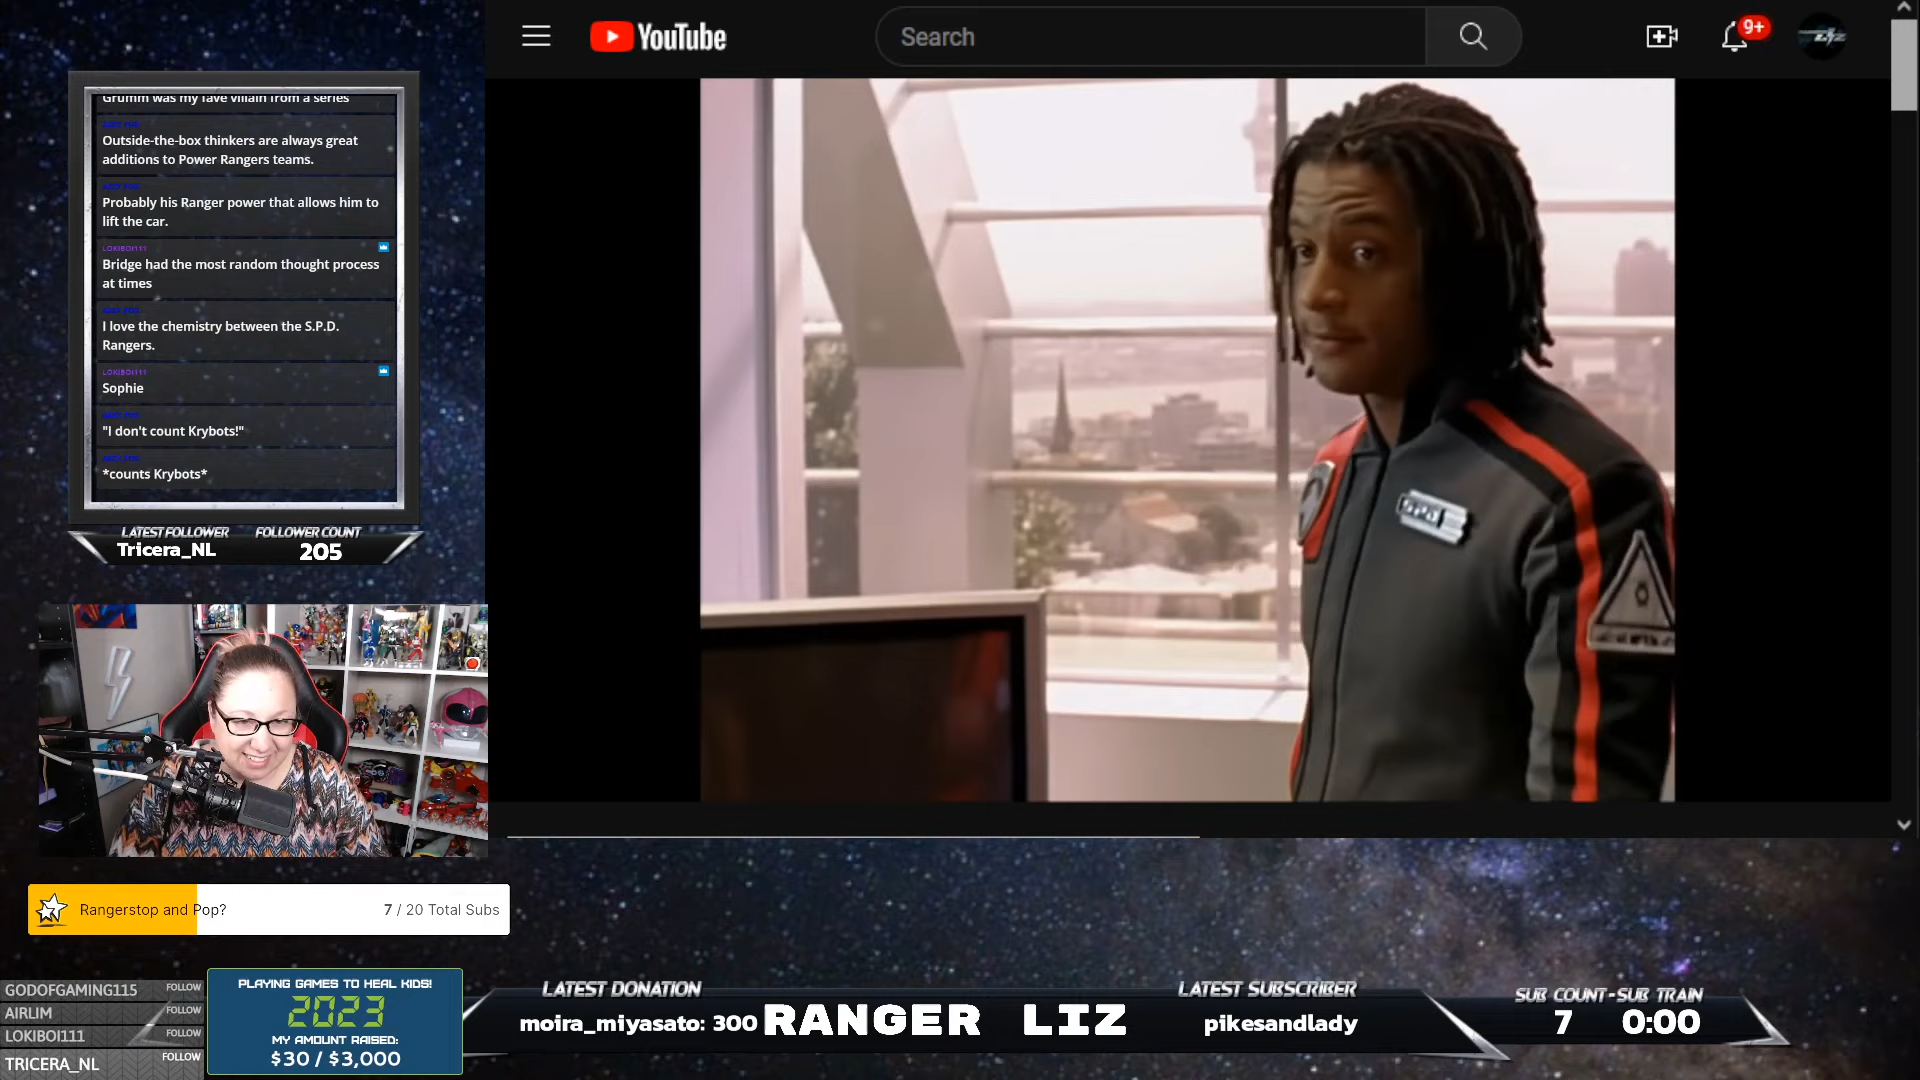 Grumm was my fave villain from a series
Outside-the-box thinkers are always great
additions to Power Rangers teams.
Probably his Ranger power that allows him to
lift the car.
LOKIBOI111
Bridge had the most random thought process
at times
I love the chemistry between the S.P.D.
Rangers.
LOKIBOI111
Sophie
"I don't count Krybots!"
*counts Krybots*
LATEST FOLLOWER
Tricera_NL
FOLLOWER COUNT
205
YouTube
Search
9+
SPD
Rangerstop and Pop?
7 / 20 Total Subs
GODOFGAMING115 FOLLOW
AIRLIM FOLLOW
LOKIBOI111 FOLLOW
TRICERA_NL FOLLOW
PLAYING GAMES TO HEAL KIDS!
2023
MY AMOUNT RAISED:
$30 / $3,000
LATEST DONATION
moira_miyasato: 300
RANGER LIZ
LATEST SUBSCRIBER
pikesandlady
SUB COUNT - SUB TRAIN
7 0:00